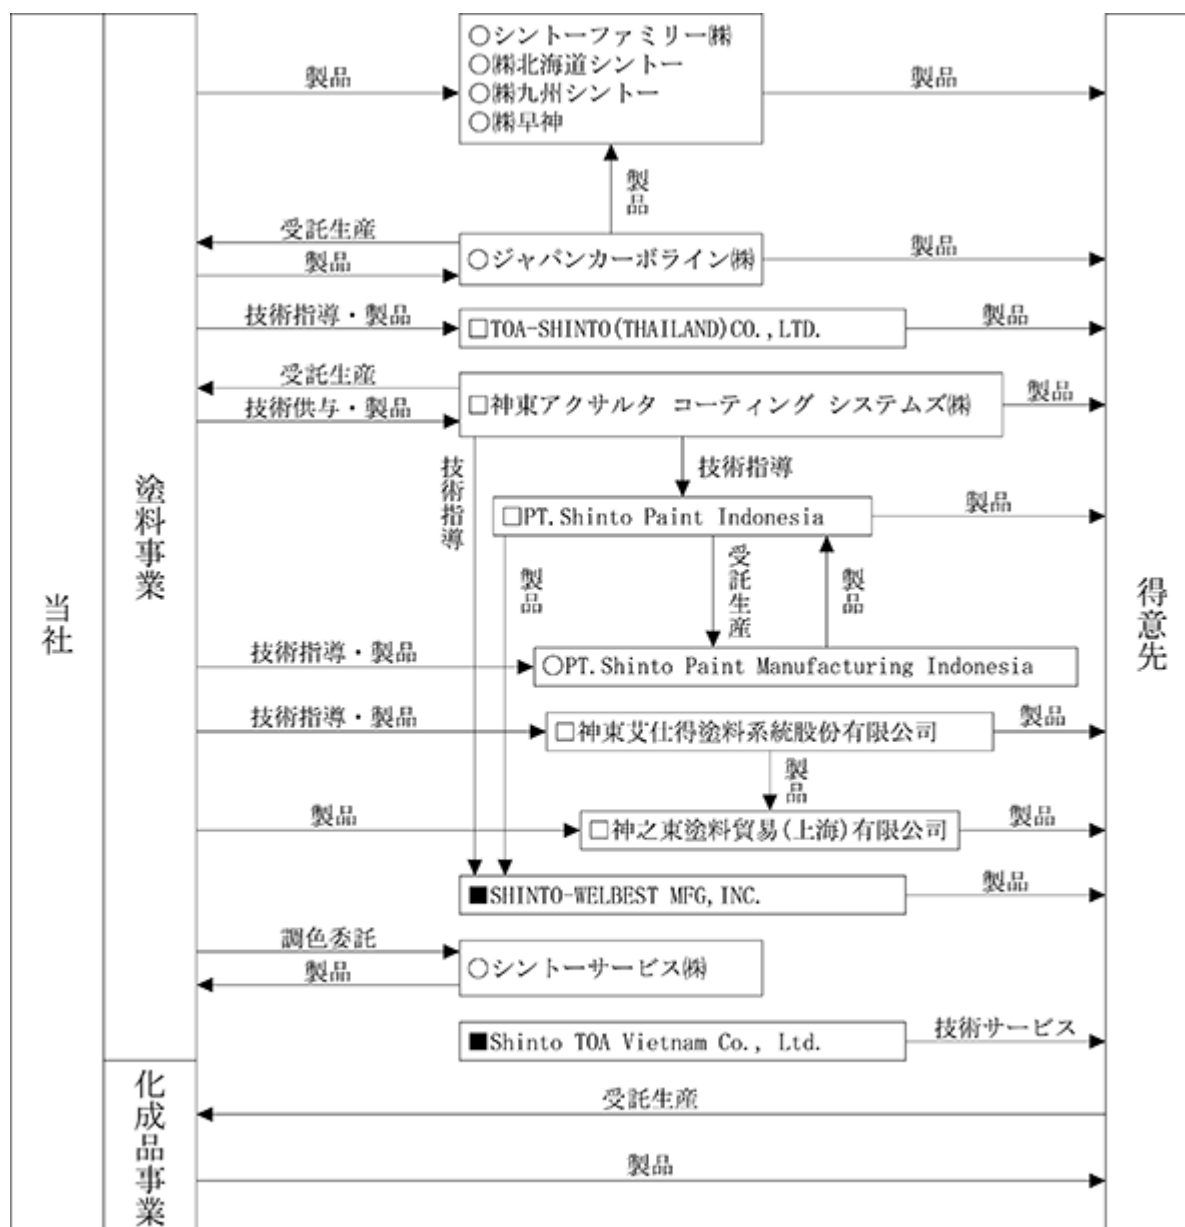 ○シントーファミリー㈱
○㈱北海道シントー
○㈱九州シントー
○㈱早神
製品
製品
製品
受託生産
製品
○ジャパンカーボライン㈱
製品
技術指導・製品
□TOA-SHINTO(THAILAND)CO.,LTD.
製品
受託生産
技術供与・製品
□神東アクサルタ コーティング システムズ㈱
製品
技術指導
技術指導
□PT.Shinto Paint Indonesia
製品
製品
受託生産
製品
技術指導・製品
○PT.Shinto Paint Manufacturing Indonesia
技術指導・製品
□神東艾仕得塗料系統股份有限公司
製品
製品
製品
□神之東塗料貿易(上海)有限公司
製品
■SHINTO-WELBEST MFG,INC.
製品
調色委託
製品
○シントーサービス㈱
■Shinto TOA Vietnam Co., Ltd.
技術サービス
受託生産
製品
当社
塗料事業
化成品事業
得意先